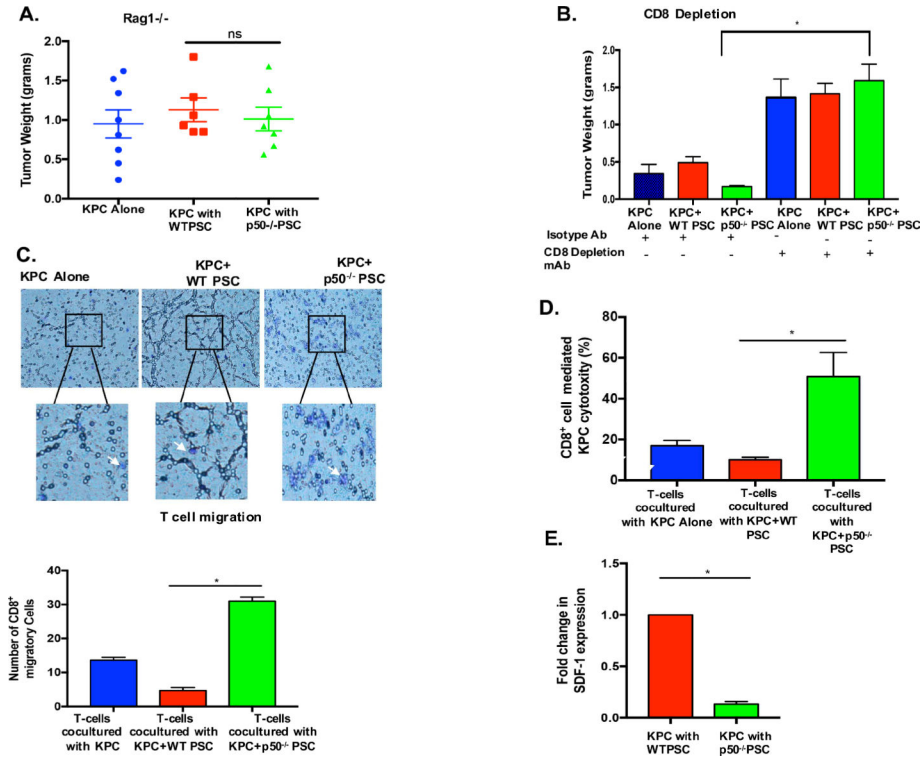 A.
Rag1-/-
ns
Tumor Weight (grams)
2.0
1.5
1.0
0.5
0.0
KPC Alone
KPC with
WTPSC
KPC with
p50-/-PSC
B.
CD8 Depletion
*
Tumor Weight (grams)
2.0
1.5
1.0
0.5
0.0
KPC
Alone
KPC+
WT PSC
KPC+
p50-/- PSC
KPC
Alone
KPC+
WT PSC
KPC+
p50-/- PSC
Isotype Ab + + + - - -
CD8 Depletion - - - + + +
mAb
C.
KPC Alone
KPC+
WT PSC
KPC+
p50-/- PSC
T cell migration
*
Number of CD8+
migratory Cells
40
30
20
10
0
T-cells
cocultured
with KPC
T-cells
cocultured with
KPC+WT PSC
T-cells
cocultured with
KPC+p50-/- PSC
D.
*
CD8+ cell mediated
KPC cytotoxity (%)
80
60
40
20
0
T-cells
cocultured
with KPC Alone
T-cells
cocultured
with KPC+WT
PSC
T-cells
cocultured with
KPC+p50-/-
PSC
E.
*
Fold change in
SDF-1 expression
1.5
1.0
0.5
0.0
KPC with
WTPSC
KPC with
p50-/-PSC